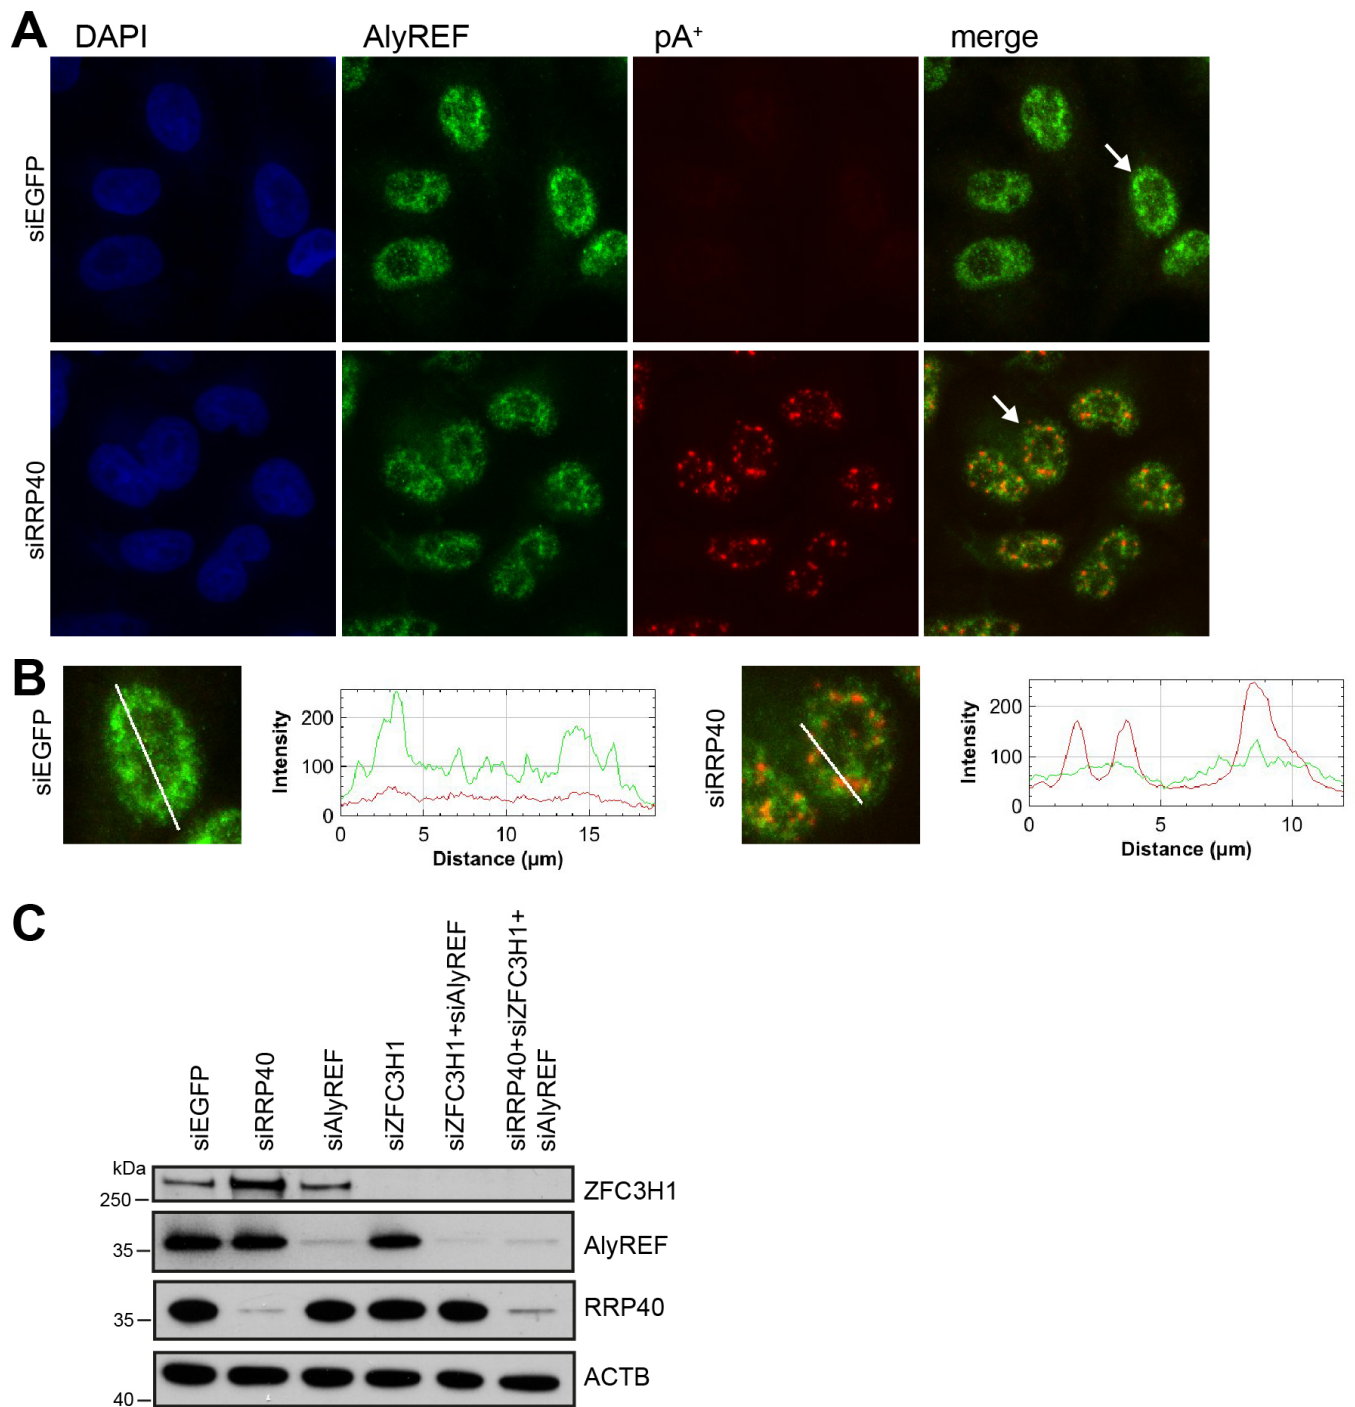 A
DAPI AlyREF pA⁺ merge
siEGFP
siRRP40
B
siEGFP
Intensity
200
100
0
0 5 10 15
Distance (µm)
siRRP40
Intensity
200
100
0
0 5 10
Distance (µm)
C
siEGFP
siRRP40
siAlyREF
siZFC3H1
siZFC3H1+siAlyREF
siRRP40+siZFC3H1+
siAlyREF
kDa
250 ZFC3H1
35 AlyREF
35 RRP40
40 ACTB